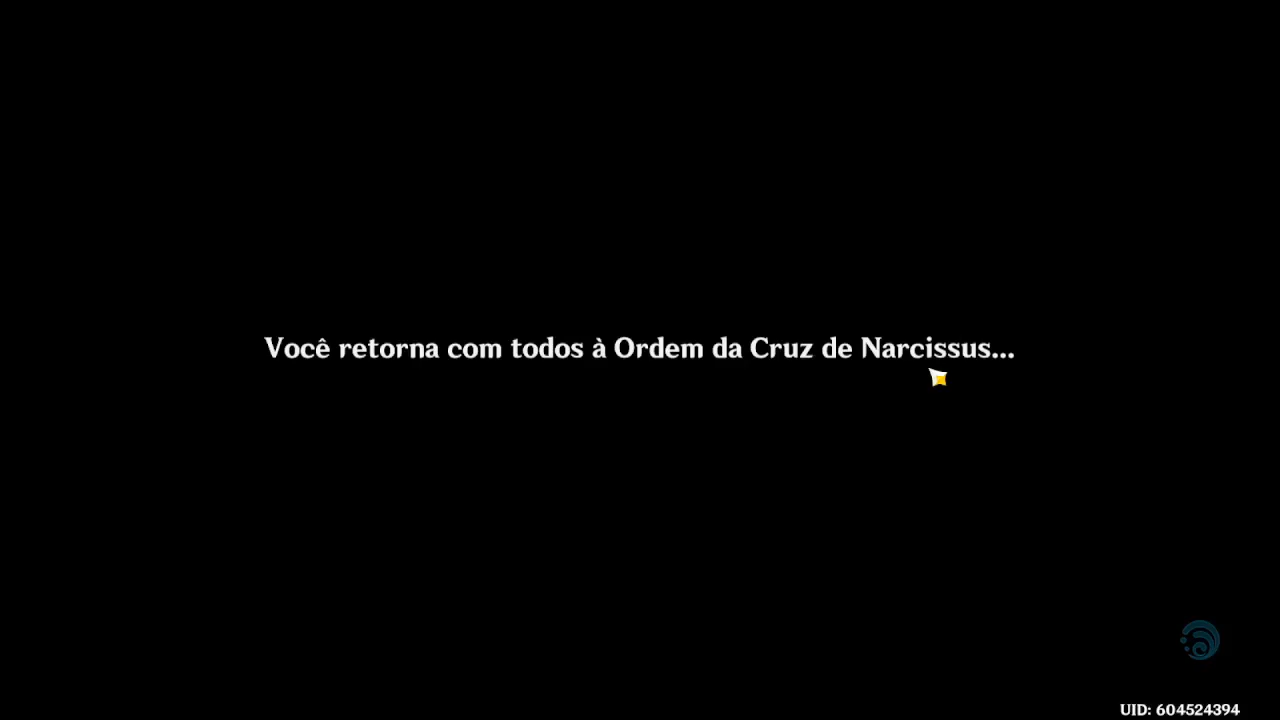 Você retorna com todos à Ordem da Cruz de Narcissus...
UID: 604524394